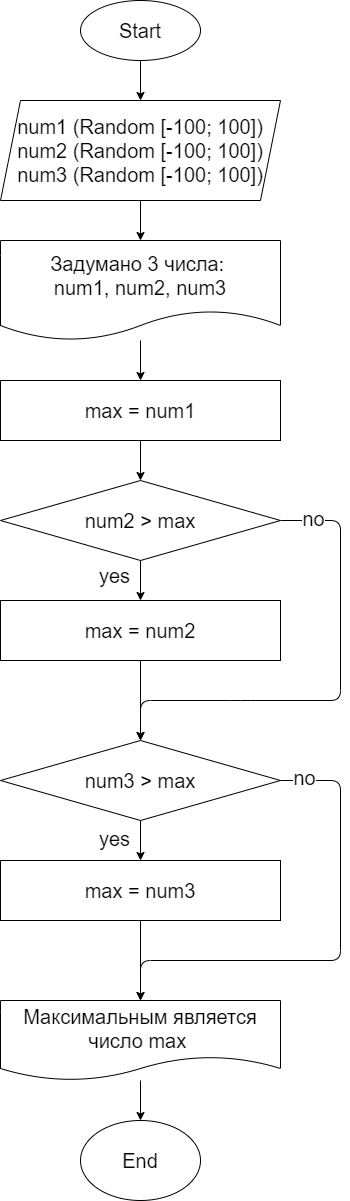 Start
num1 (Random [-100; 100])
num2 (Random [-100; 100])
num3 (Random [-100; 100])
Задумано 3 числа:
num1, num2, num3
max = num1
num2 > max
no
yes
max = num2
num3 > max
no
yes
max = num3
Максимальным является
число max
End